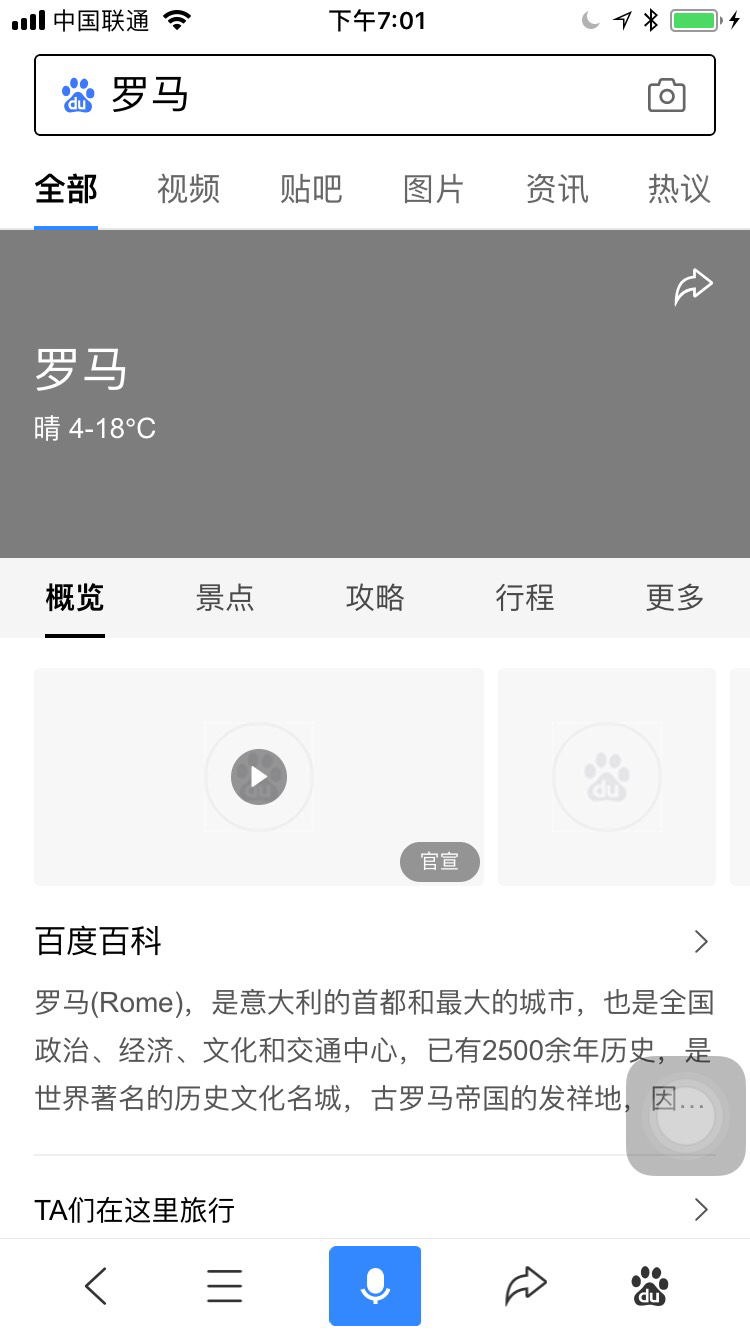 中国联通 下午7:01
du 罗马
全部 视频 贴吧 图片 资讯 热议
罗马
晴 4-18°C
概览 景点 攻略 行程 更多
du du
官宣
百度百科
罗马(Rome)，是意大利的首都和最大的城市，也是全国
政治、经济、文化和交通中心，已有2500余年历史，是
世界著名的历史文化名城，古罗马帝国的发祥地，因...
TA们在这里旅行
du